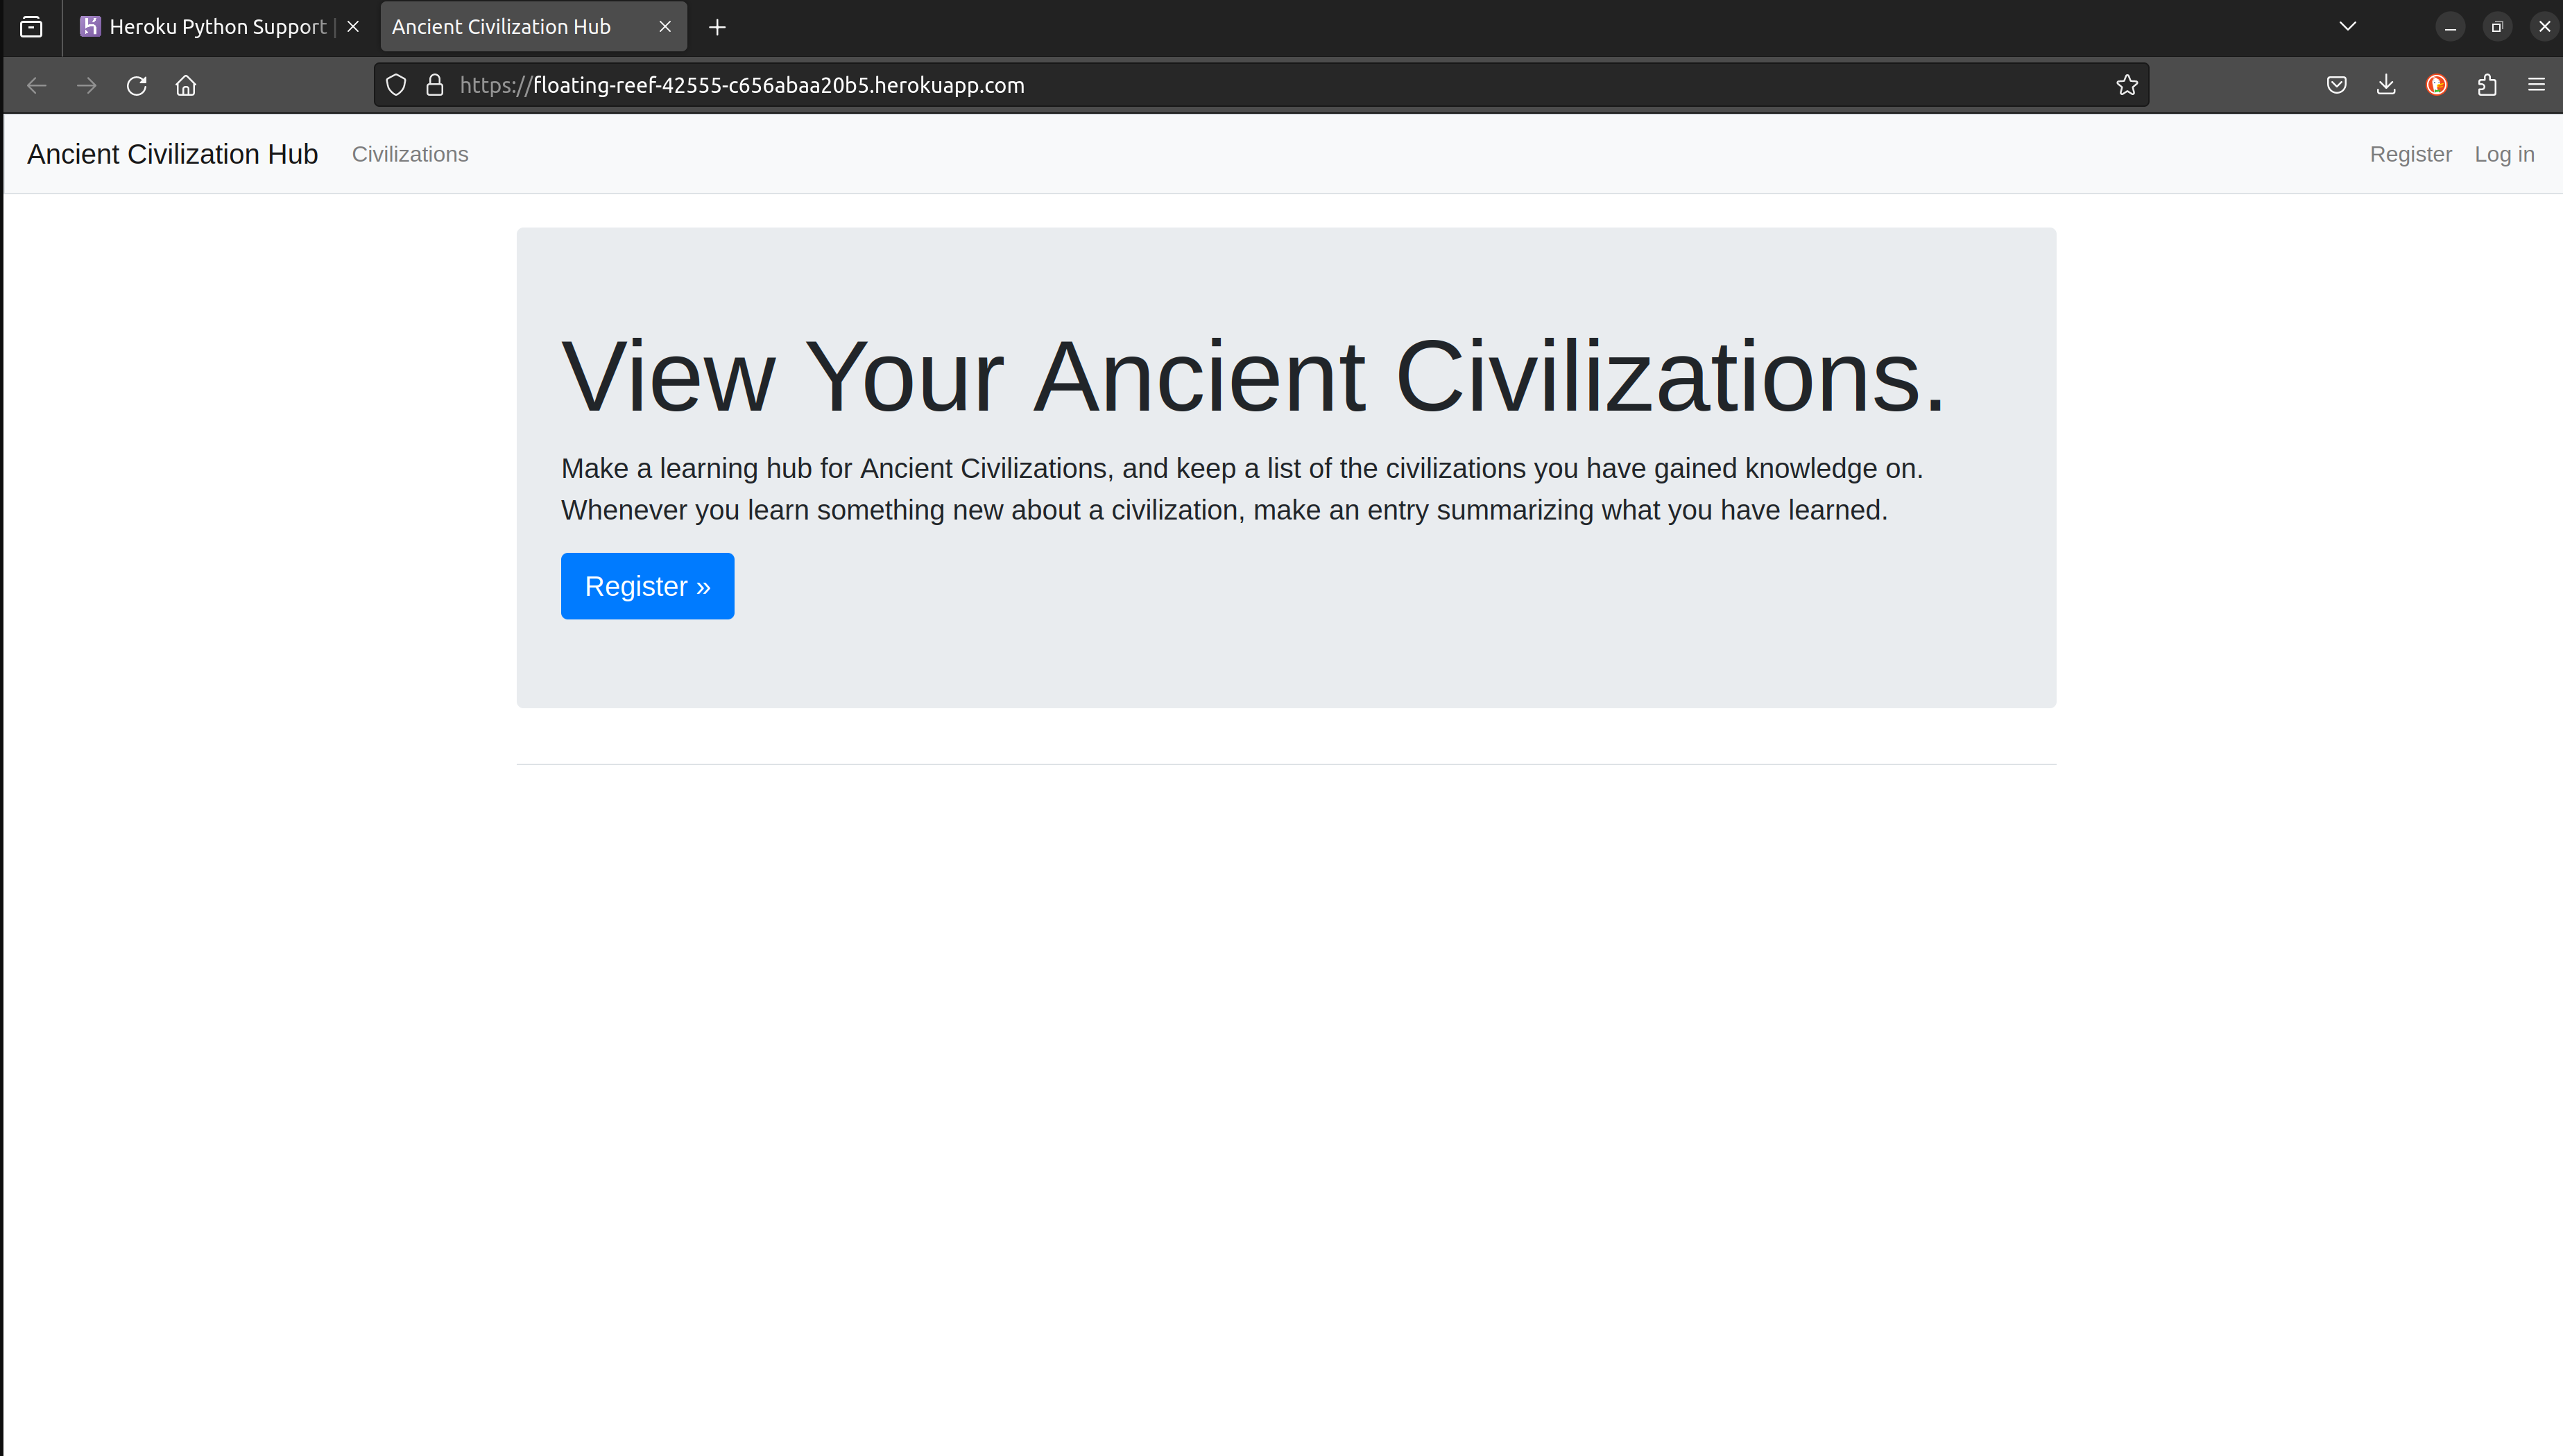 Heroku Python Support |
Ancient Civilization Hub
https://floating-reef-42555-c656abaa20b5.herokuapp.com
Ancient Civilization Hub Civilizations Register Log in
View Your Ancient Civilizations.
Make a learning hub for Ancient Civilizations, and keep a list of the civilizations you have gained knowledge on.
Whenever you learn something new about a civilization, make an entry summarizing what you have learned.
Register »